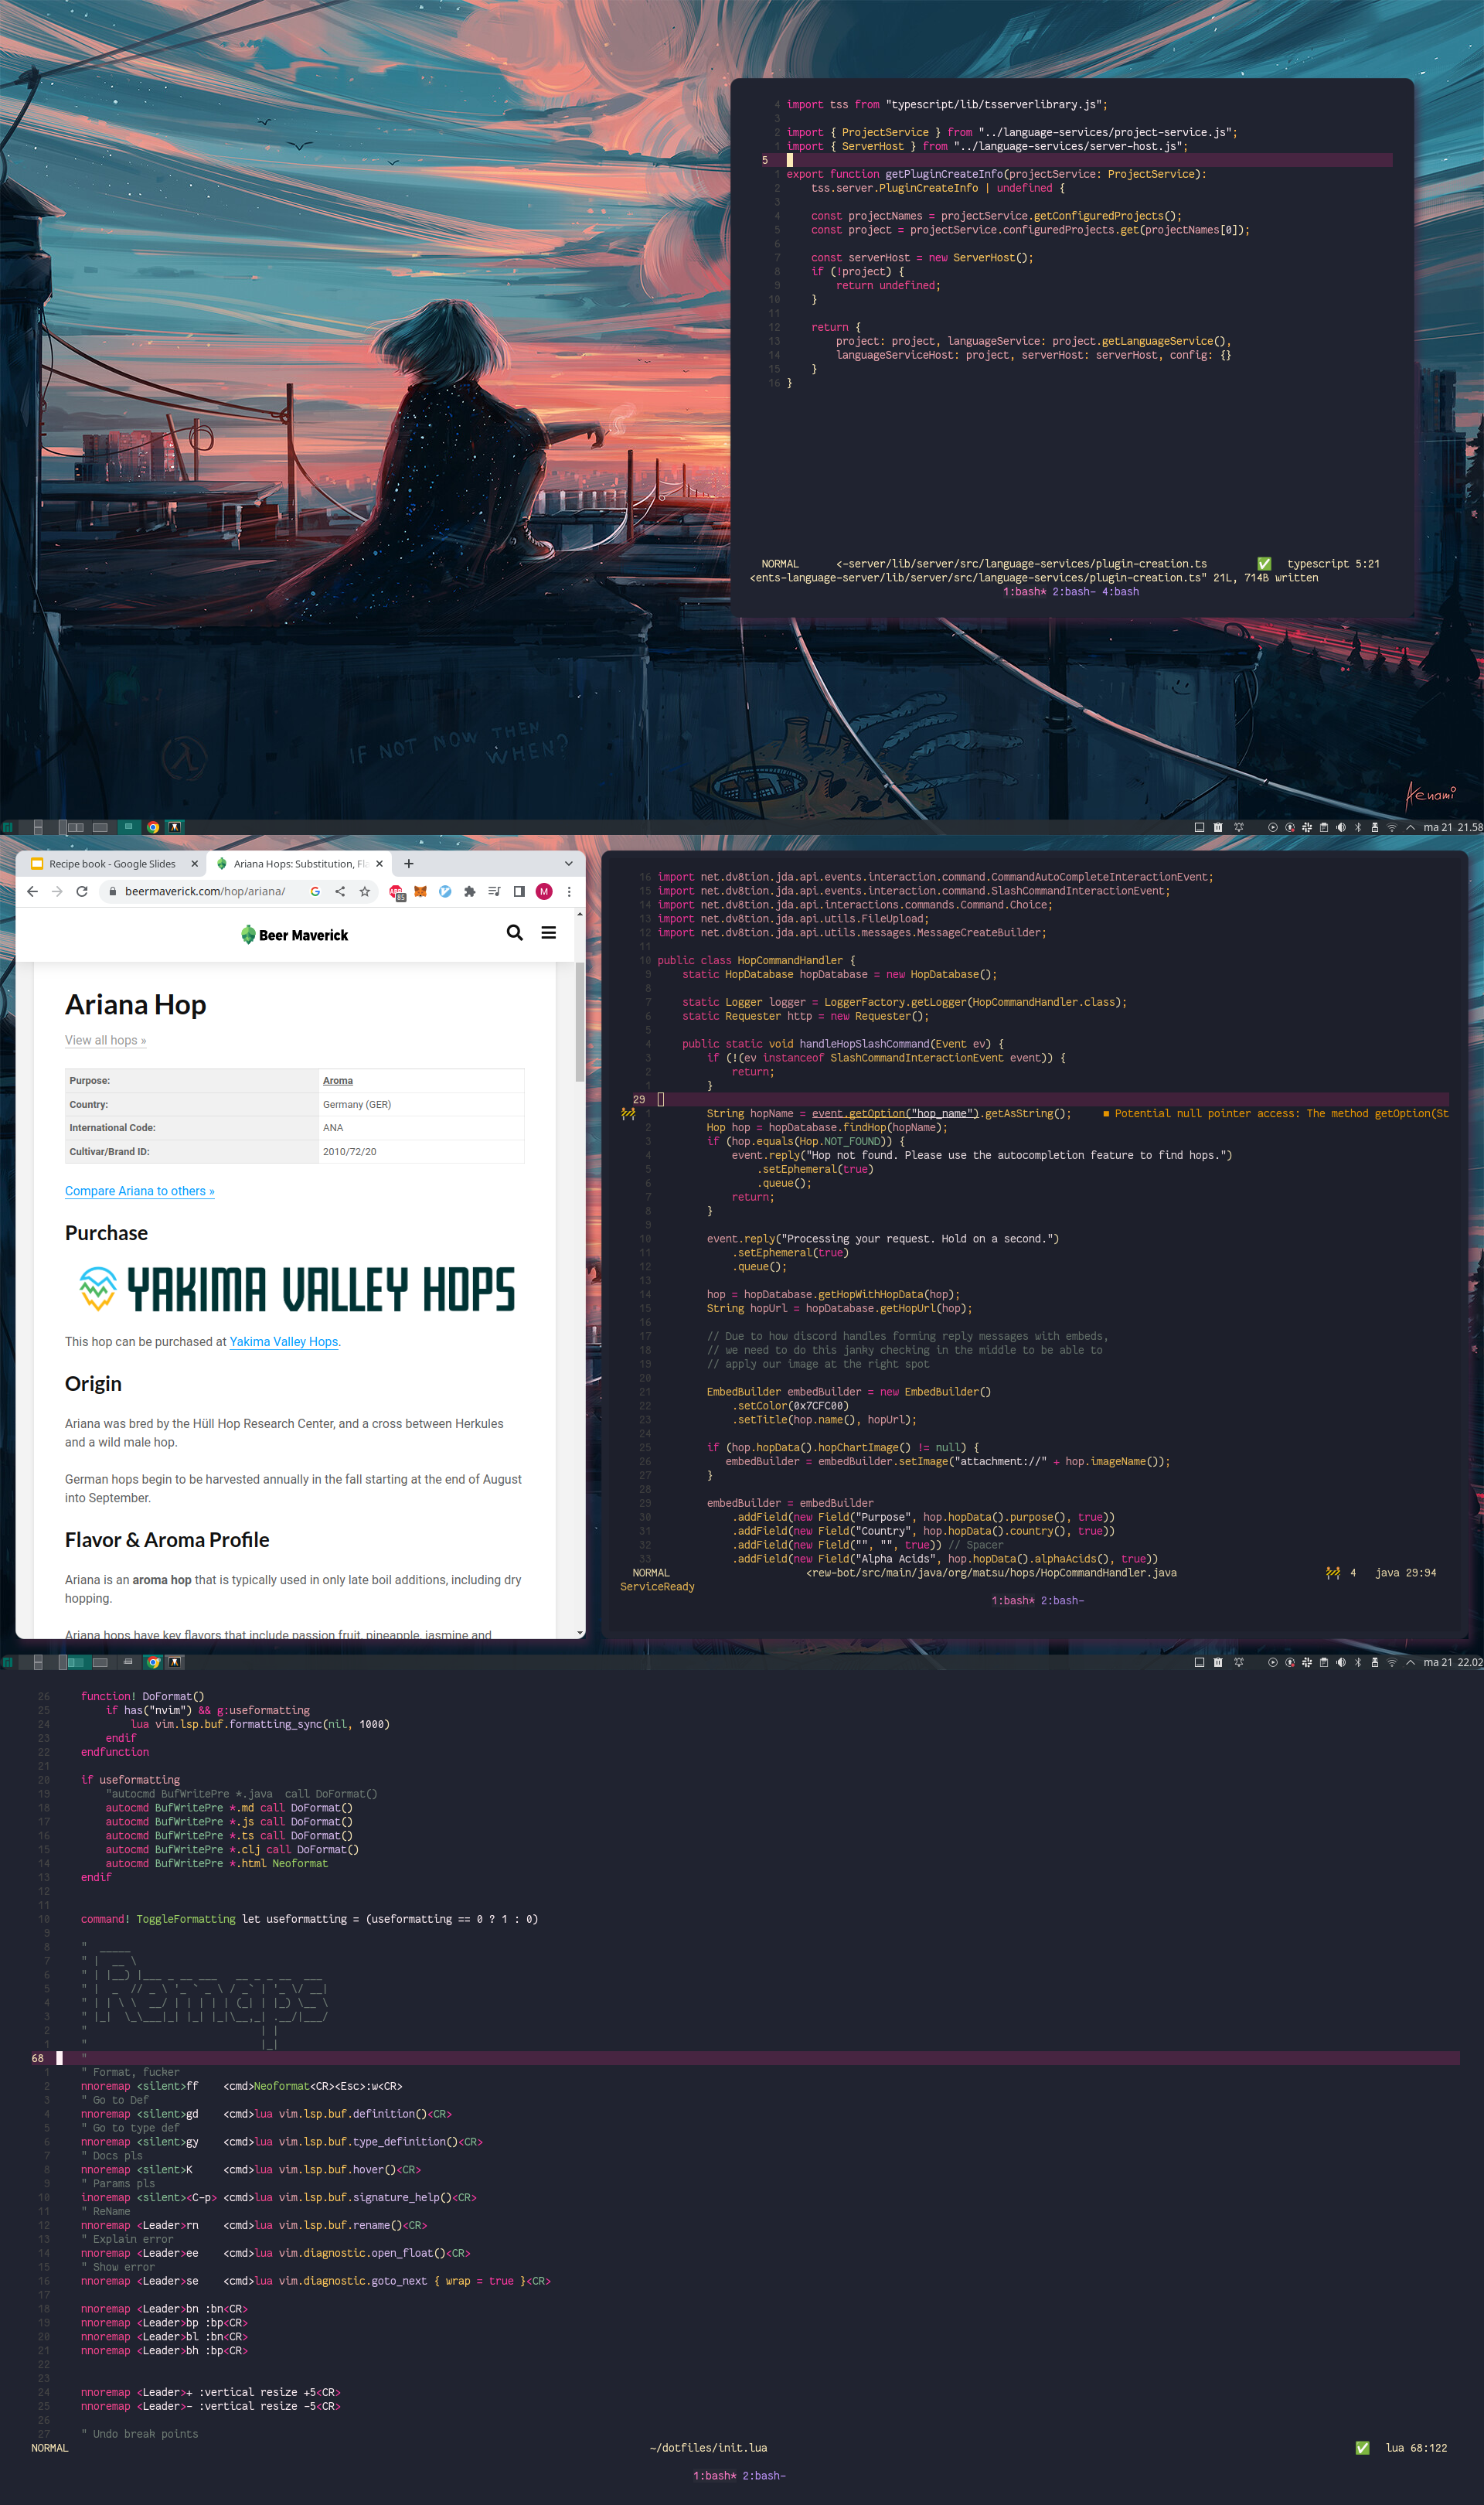 4 import tss from "typescript/lib/tsserverlibrary.js";
3
2 import { ProjectService } from "../language-services/project-service.js";
1 import { ServerHost } from "../language-services/server-host.js";
5
1 export function getPluginCreateInfo(projectService: ProjectService):
2 tss.server.PluginCreateInfo | undefined {
3
4 const projectNames = projectService.getConfiguredProjects();
5 const project = projectService.configuredProjects.get(projectNames[0]);
6
7 const serverHost = new ServerHost();
8 if (!project) {
9 return undefined;
10 }
11
12 return {
13 project: project, languageService: project.getLanguageService(),
14 languageServiceHost: project, serverHost: serverHost, config: {}
15 }
16 }
NORMAL <-server/lib/server/src/language-services/plugin-creation.ts ✅ typescript 5:21
<ents-language-server/lib/server/src/language-services/plugin-creation.ts" 21L, 714B written
1:bash* 2:bash- 4:bash
IF NOT NOW THEN
WHEN?
Aenami
ma 21 21.58
Recipe book - Google Slides
Ariana Hops: Substitution, Fla
beermaverick.com/hop/ariana/
85
M
Beer Maverick
Ariana Hop
View all hops »
Purpose: Aroma
Country: Germany (GER)
International Code: ANA
Cultivar/Brand ID: 2010/72/20
Compare Ariana to others »
Purchase
YAKIMA VALLEY HOPS
This hop can be purchased at Yakima Valley Hops.
Origin
Ariana was bred by the Hüll Hop Research Center, and a cross between Herkules
and a wild male hop.
German hops begin to be harvested annually in the fall starting at the end of August
into September.
Flavor & Aroma Profile
Ariana is an aroma hop that is typically used in only late boil additions, including dry
hopping.
Ariana hops have key flavors that include passion fruit, pineapple, jasmine and
16 import net.dv8tion.jda.api.events.interaction.command.CommandAutoCompleteInteractionEvent;
15 import net.dv8tion.jda.api.events.interaction.command.SlashCommandInteractionEvent;
14 import net.dv8tion.jda.api.interactions.commands.Command.Choice;
13 import net.dv8tion.jda.api.utils.FileUpload;
12 import net.dv8tion.jda.api.utils.messages.MessageCreateBuilder;
11
10 public class HopCommandHandler {
9 static HopDatabase hopDatabase = new HopDatabase();
8
7 static Logger logger = LoggerFactory.getLogger(HopCommandHandler.class);
6 static Requester http = new Requester();
5
4 public static void handleHopSlashCommand(Event ev) {
3 if (!(ev instanceof SlashCommandInteractionEvent event)) {
2 return;
1 }
29
🚧 1 String hopName = event.getOption("hop_name").getAsString(); ■ Potential null pointer access: The method getOption(St
2 Hop hop = hopDatabase.findHop(hopName);
3 if (hop.equals(Hop.NOT_FOUND)) {
4 event.reply("Hop not found. Please use the autocompletion feature to find hops.")
5 .setEphemeral(true)
6 .queue();
7 return;
8 }
9
10 event.reply("Processing your request. Hold on a second.")
11 .setEphemeral(true)
12 .queue();
13
14 hop = hopDatabase.getHopWithHopData(hop);
15 String hopUrl = hopDatabase.getHopUrl(hop);
16
17 // Due to how discord handles forming reply messages with embeds,
18 // we need to do this janky checking in the middle to be able to
19 // apply our image at the right spot
20
21 EmbedBuilder embedBuilder = new EmbedBuilder()
22 .setColor(0x7CFC00)
23 .setTitle(hop.name(), hopUrl);
24
25 if (hop.hopData().hopChartImage() != null) {
26 embedBuilder = embedBuilder.setImage("attachment://" + hop.imageName());
27 }
28
29 embedBuilder = embedBuilder
30 .addField(new Field("Purpose", hop.hopData().purpose(), true))
31 .addField(new Field("Country", hop.hopData().country(), true))
32 .addField(new Field("", "", true)) // Spacer
33 .addField(new Field("Alpha Acids", hop.hopData().alphaAcids(), true))
NORMAL <rew-bot/src/main/java/org/matsu/hops/HopCommandHandler.java 🚧 4 java 29:94
ServiceReady
1:bash* 2:bash-
ma 21 22.02
26 function! DoFormat()
25 if has("nvim") && g:useformatting
24 lua vim.lsp.buf.formatting_sync(nil, 1000)
23 endif
22 endfunction
21
20 if useformatting
19 "autocmd BufWritePre *.java call DoFormat()
18 autocmd BufWritePre *.md call DoFormat()
17 autocmd BufWritePre *.js call DoFormat()
16 autocmd BufWritePre *.ts call DoFormat()
15 autocmd BufWritePre *.clj call DoFormat()
14 autocmd BufWritePre *.html Neoformat
13 endif
12
11
10 command! ToggleFormatting let useformatting = (useformatting == 0 ? 1 : 0)
9
8 "  _____
7 " |  __ \
6 " | |__) |___ _ __ ___   __ _ _ __  ___
5 " |  _  // _ \ '_ ` _ \ / _` | '_ \/ __|
4 " | | \ \  __/ | | | | | (_| | |_) \__ \
3 " |_|  \_\___|_| |_| |_|\__,_| .__/|___/
2 "                            | |
1 "                            |_|
68 "
1 " Format, fucker
2 nnoremap <silent>ff <cmd>Neoformat<CR><Esc>:w<CR>
3 " Go to Def
4 nnoremap <silent>gd <cmd>lua vim.lsp.buf.definition()<CR>
5 " Go to type def
6 nnoremap <silent>gy <cmd>lua vim.lsp.buf.type_definition()<CR>
7 " Docs pls
8 nnoremap <silent>K <cmd>lua vim.lsp.buf.hover()<CR>
9 " Params pls
10 inoremap <silent><C-p> <cmd>lua vim.lsp.buf.signature_help()<CR>
11 " ReName
12 nnoremap <Leader>rn <cmd>lua vim.lsp.buf.rename()<CR>
13 " Explain error
14 nnoremap <Leader>ee <cmd>lua vim.diagnostic.open_float()<CR>
15 " Show error
16 nnoremap <Leader>se <cmd>lua vim.diagnostic.goto_next { wrap = true }<CR>
17
18 nnoremap <Leader>bn :bn<CR>
19 nnoremap <Leader>bp :bp<CR>
20 nnoremap <Leader>bl :bn<CR>
21 nnoremap <Leader>bh :bp<CR>
22
23
24 nnoremap <Leader>+ :vertical resize +5<CR>
25 nnoremap <Leader>- :vertical resize -5<CR>
26
27 " Undo break points
NORMAL ~/dotfiles/init.lua ✅ lua 68:122
1:bash* 2:bash-